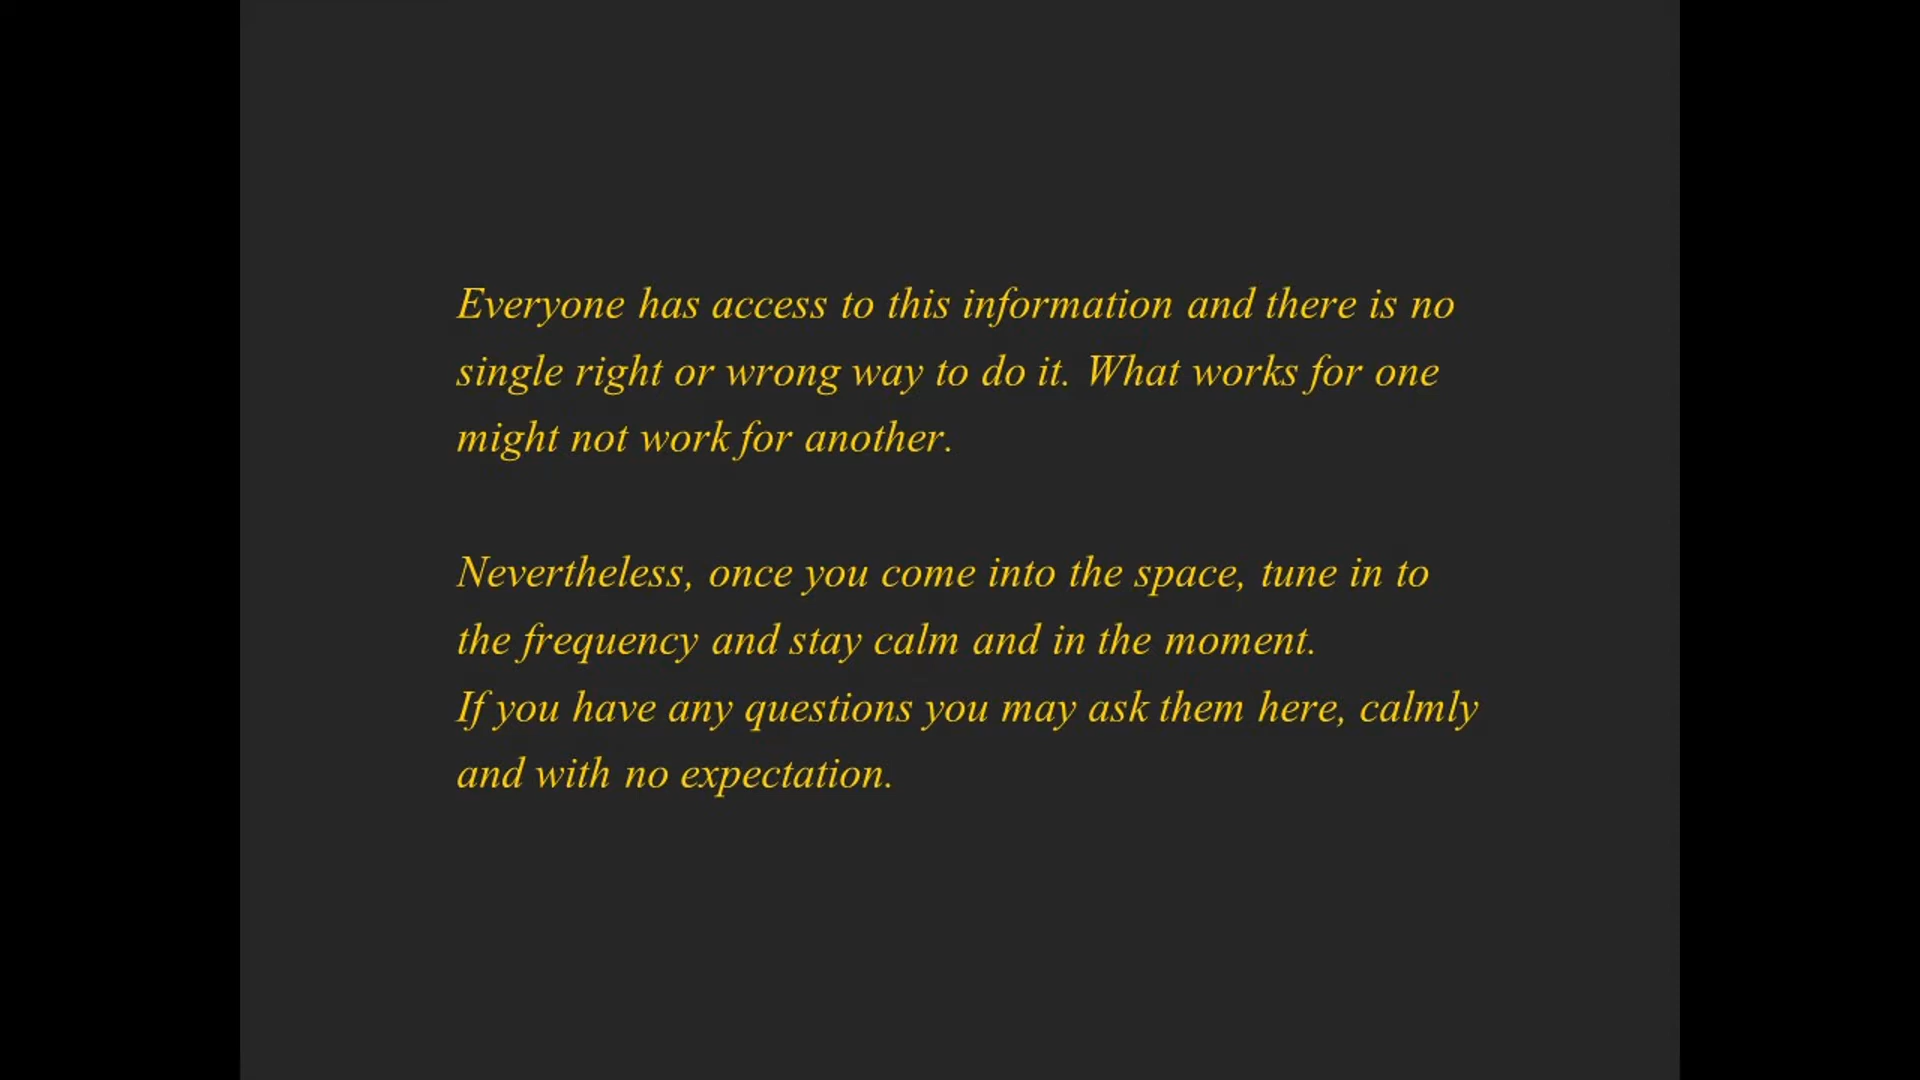 Everyone has access to this information and there is no
single right or wrong way to do it. What works for one
might not work for another.
Nevertheless, once you come into the space, tune in to
the frequency and stay calm and in the moment.
If you have any questions you may ask them here, calmly
and with no expectation.